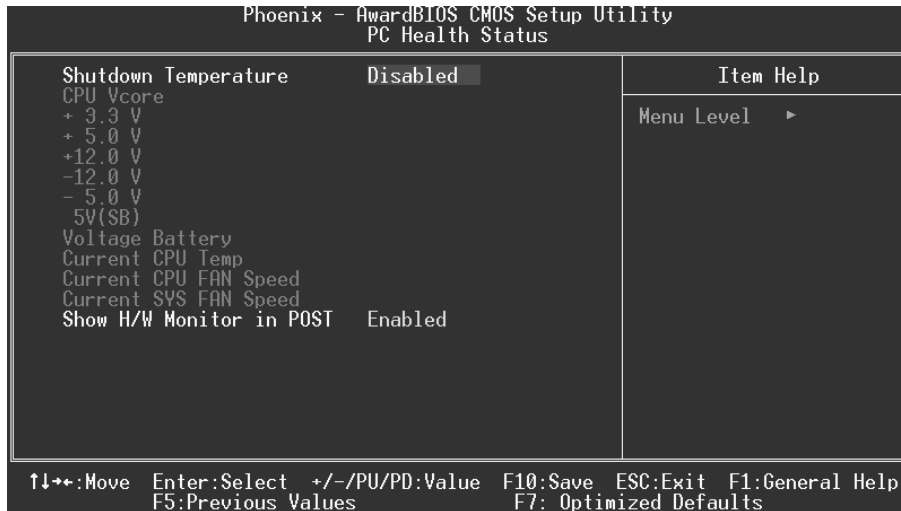 Phoenix - AwardBIOS CMOS Setup Utility
PC Health Status
Shutdown Temperature Disabled
CPU Vcore
+ 3.3 V
+ 5.0 V
+12.0 V
-12.0 V
- 5.0 V
5V(SB)
Voltage Battery
Current CPU Temp
Current CPU FAN Speed
Current SYS FAN Speed
Show H/W Monitor in POST Enabled
Item Help
Menu Level ►
↑↓→←:Move Enter:Select +/-/PU/PD:Value F10:Save ESC:Exit F1:General Help
F5:Previous Values F7: Optimized Defaults